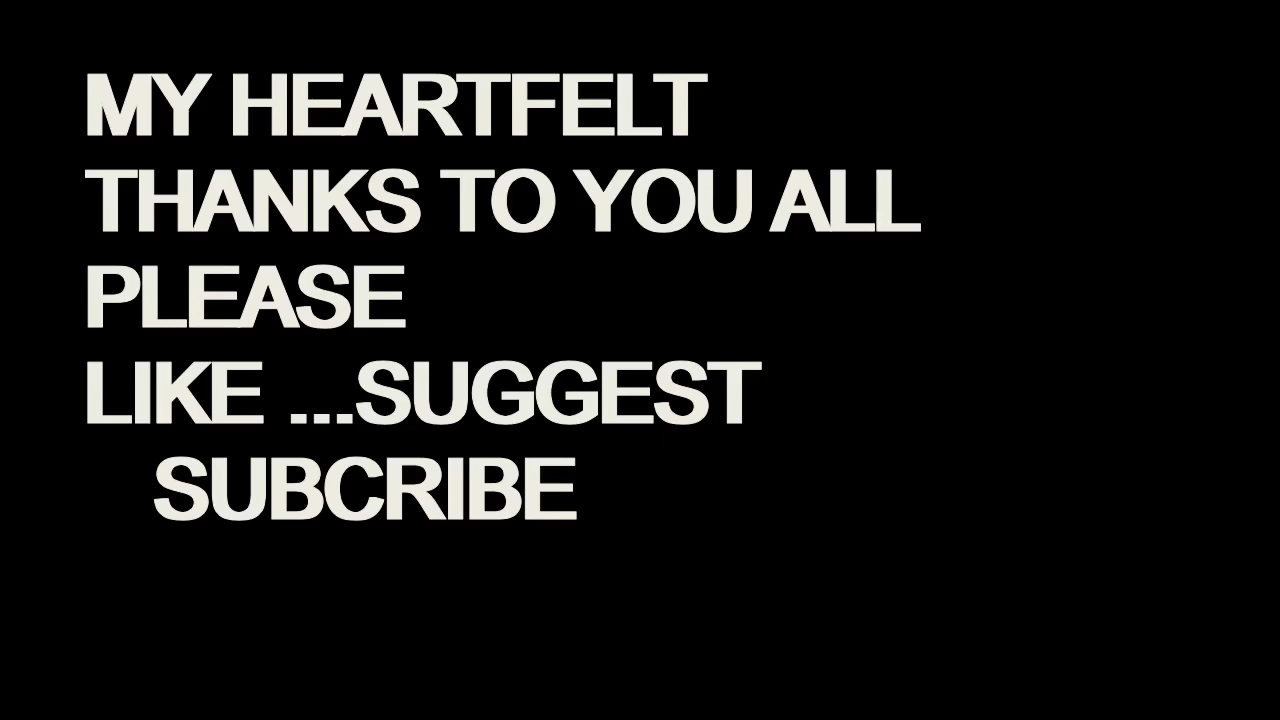 MY HEARTFELT
THANKS TO YOU ALL
PLEASE
LIKE ...SUGGEST
SUBCRIBE